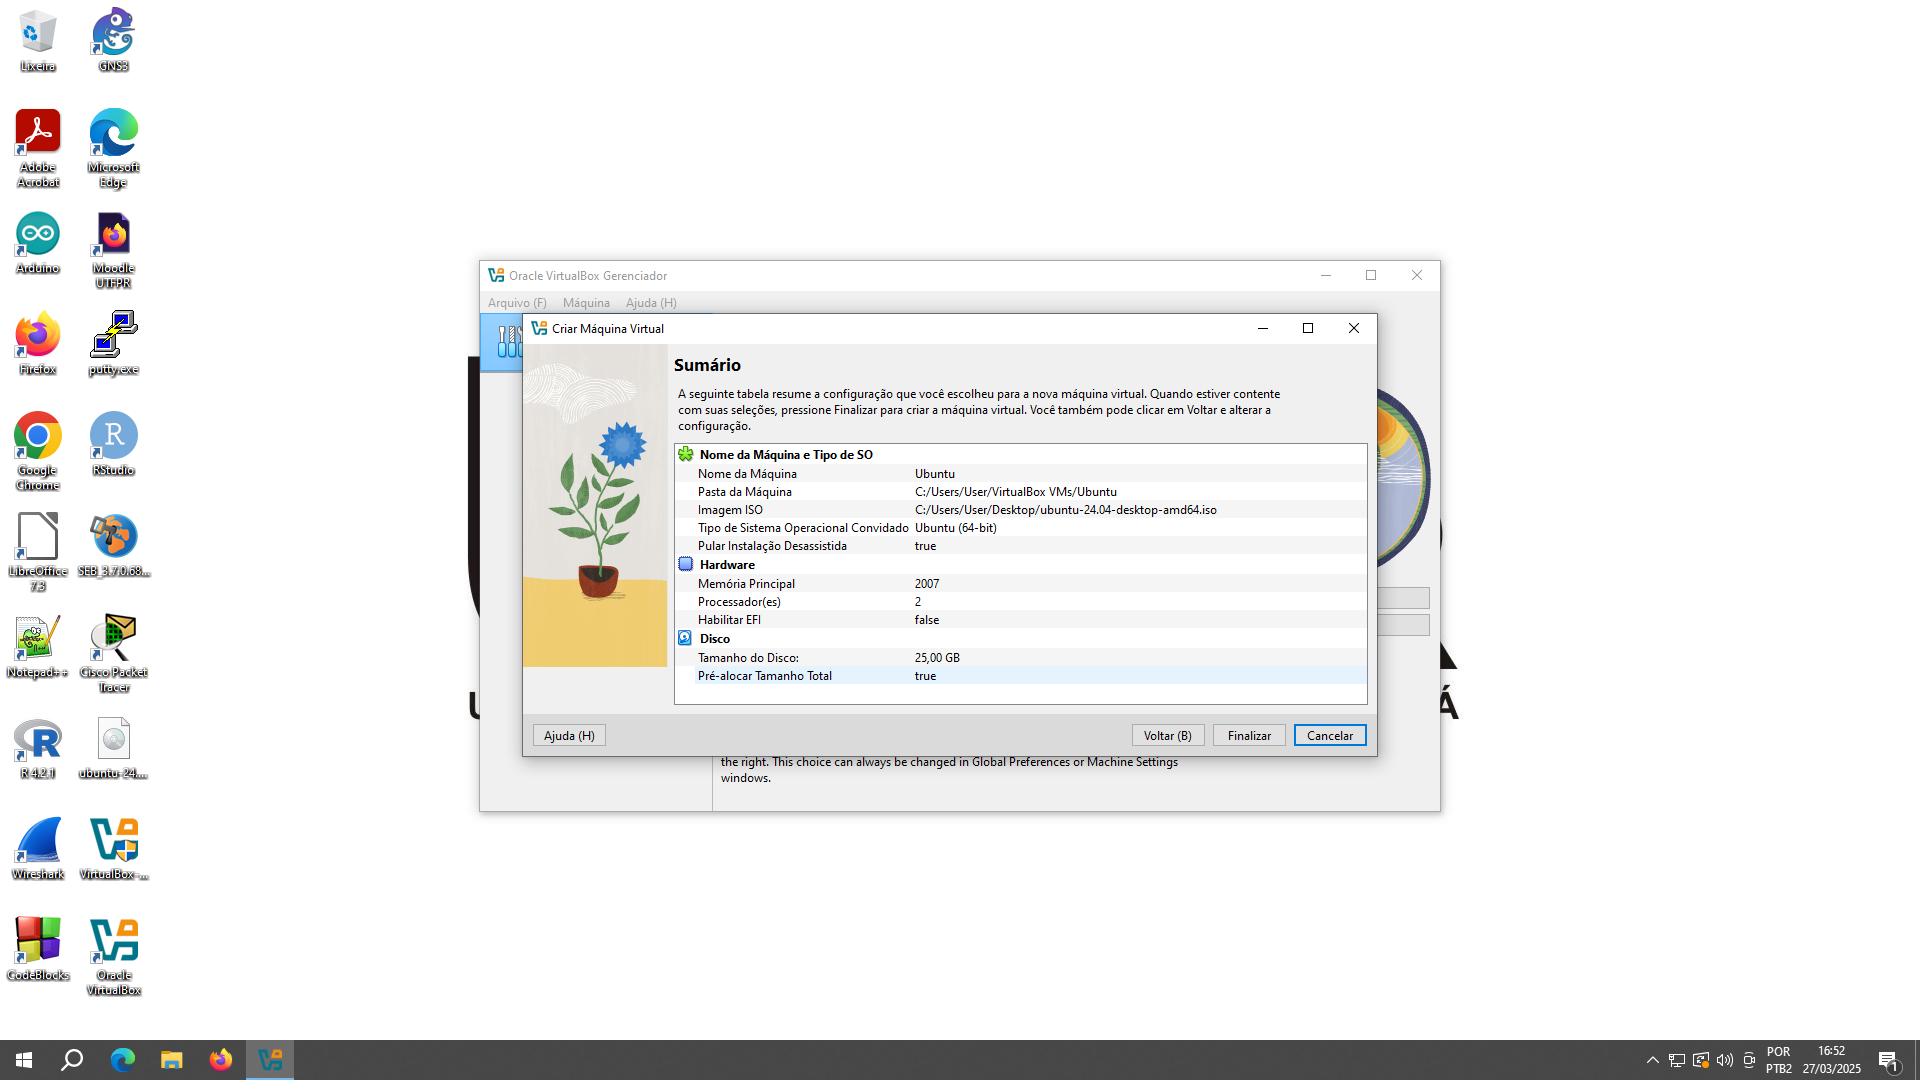 Lixeira
GNS3
Adobe
Acrobat
Microsoft
Edge
Arduino
Moodle
UTFPR
Firefox
putty.exe
Google
Chrome
RStudio
LibreOffice
7.3
SEB_3.7.0.68...
Notepad++
Cisco Packet
Tracer
R 4.2.1
ubuntu-24....
Wireshark
VirtualBox-...
CodeBlocks
Oracle
VirtualBox
Oracle VirtualBox Gerenciador
Arquivo (F) Máquina Ajuda (H)
Criar Máquina Virtual
Sumário
A seguinte tabela resume a configuração que você escolheu para a nova máquina virtual. Quando estiver contente
com suas seleções, pressione Finalizar para criar a máquina virtual. Você também pode clicar em Voltar e alterar a
configuração.
Nome da Máquina e Tipo de SO
Nome da Máquina Ubuntu
Pasta da Máquina C:/Users/User/VirtualBox VMs/Ubuntu
Imagem ISO C:/Users/User/Desktop/ubuntu-24.04-desktop-amd64.iso
Tipo de Sistema Operacional Convidado Ubuntu (64-bit)
Pular Instalação Desassistida true
Hardware
Memória Principal 2007
Processador(es) 2
Habilitar EFI false
Disco
Tamanho do Disco: 25,00 GB
Pré-alocar Tamanho Total true
Ajuda (H) Voltar (B) Finalizar Cancelar
the right. This choice can always be changed in Global Preferences or Machine Settings
windows.
U
Á
POR
PTB2
16:52
27/03/2025
1